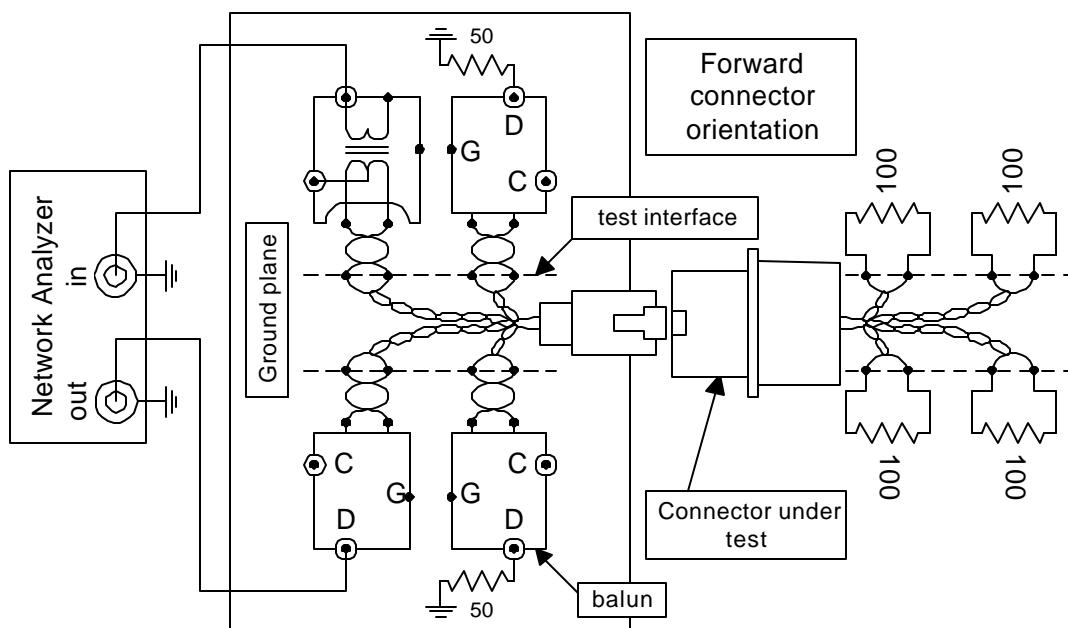 50
Forward
connector
orientation
D
G
C
100
100
test interface
Network Analyzer
in
out
Ground plane
C
G
D
C
G
D
100
100
Connector under
test
balun
50